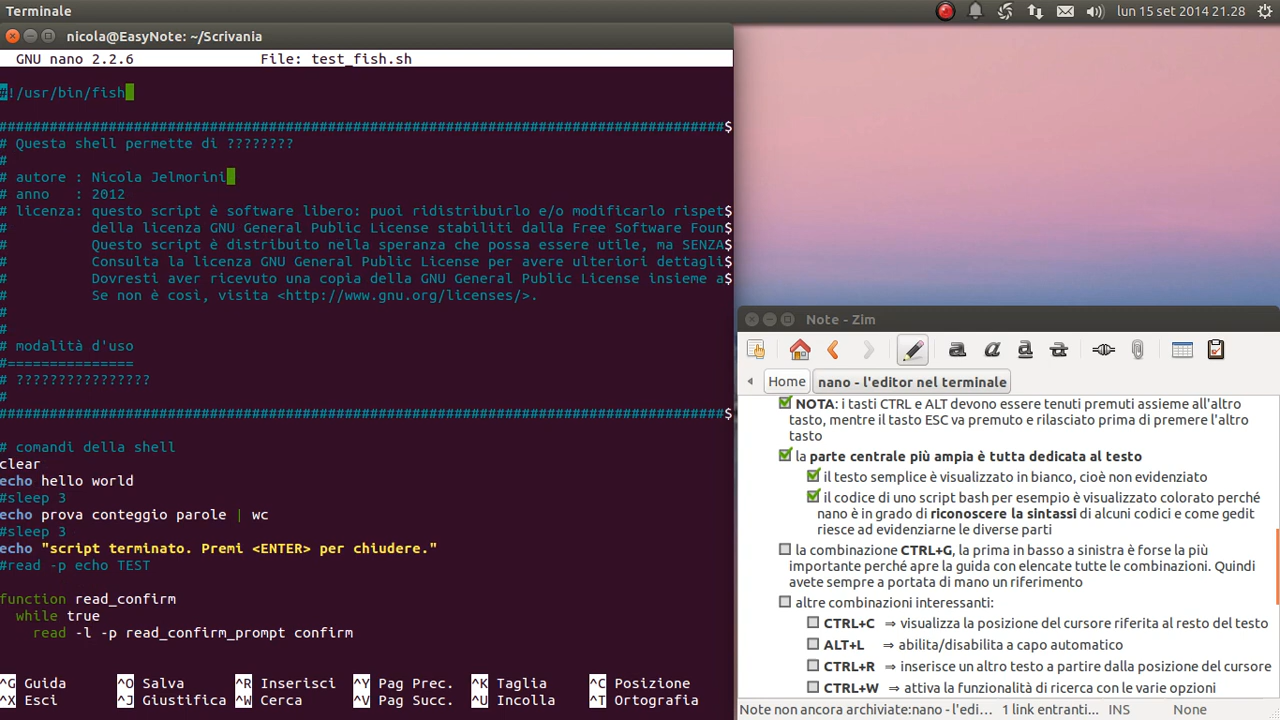 Terminale
lun 15 set 2014 21.28
nicola@EasyNote: ~/Scrivania
GNU nano 2.2.6 File: test_fish.sh
#!/usr/bin/fish
######################################################################################$
# Questa shell permette di ????????
#
# autore : Nicola Jelmorini
# anno   : 2012
# licenza: questo script è software libero: puoi ridistribuirlo e/o modificarlo rispet$
#          della licenza GNU General Public License stabiliti dalla Free Software Foun$
#          Questo script è distribuito nella speranza che possa essere utile, ma SENZA$
#          Consulta la licenza GNU General Public License per avere ulteriori dettagli$
#          Dovresti aver ricevuto una copia della GNU General Public License insieme a$
#          Se non è così, visita <http://www.gnu.org/licenses/>.
#
#
# modalità d'uso
#===============
# ????????????????
#
######################################################################################$
# comandi della shell
clear
echo hello world
#sleep 3
echo prova conteggio parole | wc
#sleep 3
echo "script terminato. Premi <ENTER> per chiudere."
#read -p echo TEST
function read_confirm
  while true
    read -l -p read_confirm_prompt confirm
^G Guida ^O Salva ^R Inserisci ^Y Pag Prec. ^K Taglia ^C Posizione
^X Esci ^J Giustifica ^W Cerca ^V Pag Succ. ^U Incolla ^T Ortografia
Note - Zim
Home nano - l'editor nel terminale
NOTA: i tasti CTRL e ALT devono essere tenuti premuti assieme all'altro
tasto, mentre il tasto ESC va premuto e rilasciato prima di premere l'altro
tasto
la parte centrale più ampia è tutta dedicata al testo
il testo semplice è visualizzato in bianco, cioè non evidenziato
il codice di uno script bash per esempio è visualizzato colorato perché
nano è in grado di riconoscere la sintassi di alcuni codici e come gedit
riesce ad evidenziarne le diverse parti
la combinazione CTRL+G, la prima in basso a sinistra è forse la più
importante perché apre la guida con elencate tutte le combinazioni. Quindi
avete sempre a portata di mano un riferimento
altre combinazioni interessanti:
CTRL+C ⇒ visualizza la posizione del cursore riferita al resto del testo
ALT+L ⇒ abilita/disabilita a capo automatico
CTRL+R ⇒ inserisce un altro testo a partire dalla posizione del cursore
CTRL+W ⇒ attiva la funzionalità di ricerca con le varie opzioni
Note non ancora archiviate:nano - l'edi... 1 link entranti... INS None